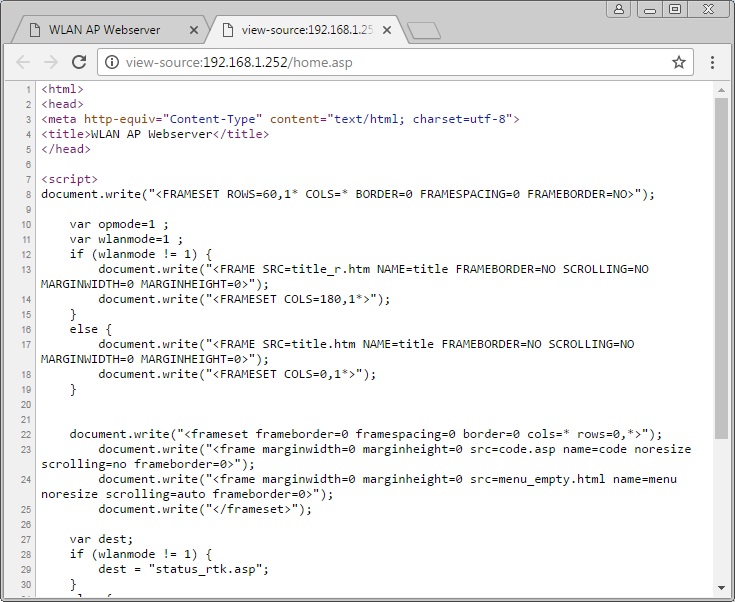 WLAN AP Webserver
view-source:192.168.1.25
view-source:192.168.1.252/home.asp
1 <html>
2 <head>
3 <meta http-equiv="Content-Type" content="text/html; charset=utf-8">
4 <title>WLAN AP Webserver</title>
5 </head>
6
7 <script>
8 document.write("<FRAMESET ROWS=60,1* COLS=* BORDER=0 FRAMESPACING=0 FRAMEBORDER=NO>");
9
10 var opmode=1 ;
11 var wlanmode=1 ;
12 if (wlanmode != 1) {
13 document.write("<FRAME SRC=title_r.htm NAME=title FRAMEBORDER=NO SCROLLING=NO
MARGINWIDTH=0 MARGINHEIGHT=0>");
14 document.write("<FRAMESET COLS=180,1*>");
15 }
16 else {
17 document.write("<FRAME SRC=title.htm NAME=title FRAMEBORDER=NO SCROLLING=NO
MARGINWIDTH=0 MARGINHEIGHT=0>");
18 document.write("<FRAMESET COLS=0,1*>");
19 }
20
21
22 document.write("<frameset frameborder=0 framespacing=0 border=0 cols=* rows=0,*>");
23 document.write("<frame marginwidth=0 marginheight=0 src=code.asp name=code noresize
scrolling=no frameborder=0>");
24 document.write("<frame marginwidth=0 marginheight=0 src=menu_empty.html name=menu
noresize scrolling=auto frameborder=0>");
25 document.write("</frameset>");
26
27 var dest;
28 if (wlanmode != 1) {
29 dest = "status_rtk.asp";
30 }